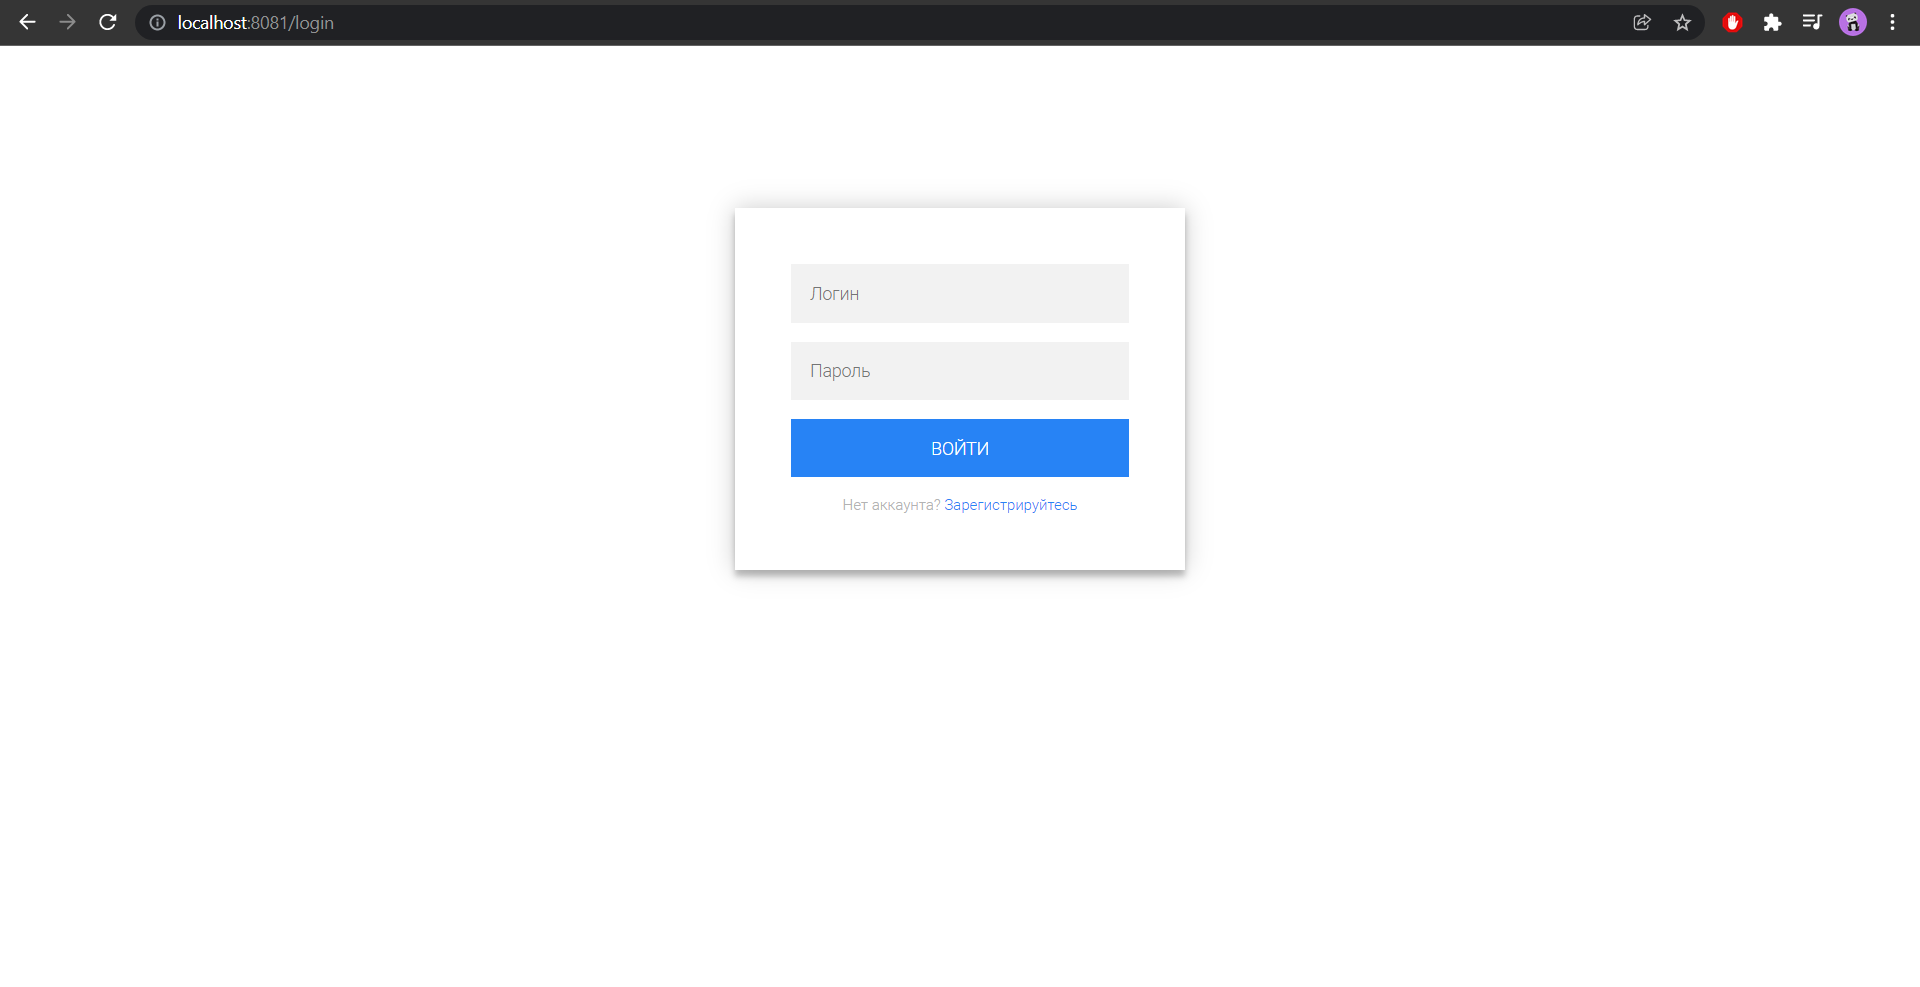 localhost:8081/login
Логин
Пароль
ВОЙТИ
Нет аккаунта? Зарегистрируйтесь